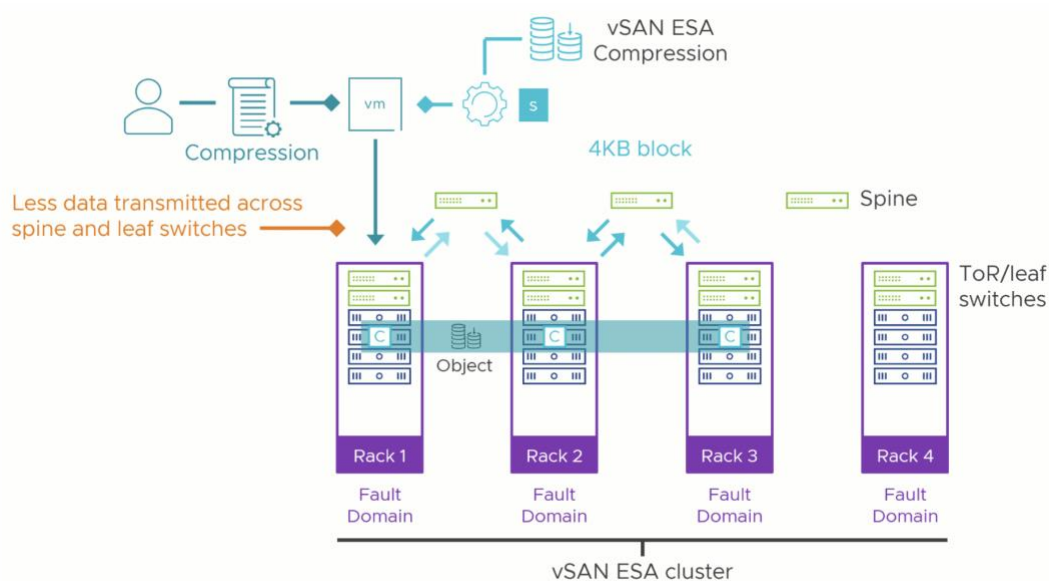 vSAN ESA
Compression
vm
S
Compression
4KB block
Less data transmitted across
spine and leaf switches
Spine
ToR/leaf
switches
C
C
C
Object
Rack 1
Rack 2
Rack 3
Rack 4
Fault
Domain
Fault
Domain
Fault
Domain
Fault
Domain
vSAN ESA cluster